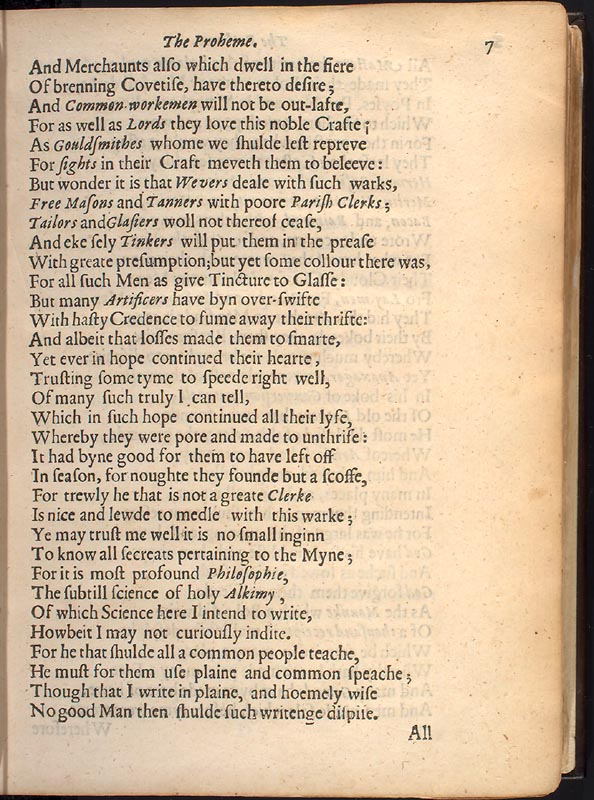 The Proheme. 7
And Merchaunts alſo which dwell in the fiere
Of brenning Covetiſe, have thereto deſire;
And Common workemen will not be out-laſte,
For as well as Lords they love this noble Crafte;
As Gouldſmithes whome we ſhulde leſt repreve
For ſights in their Craft meveth them to beleeve:
But wonder it is that Wevers deale with ſuch warks,
Free Maſons and Tanners with poore Pariſh Clerks;
Tailors and Glaſiers woll not thereof ceaſe,
And eke ſely Tinkers will put them in the preaſe
With greate preſumption; but yet ſome collour there was,
For all ſuch Men as give Tincture to Glaſſe:
But many Artificers have byn over-ſwifte
With haſty Credence to fume away their thrifte:
And albeit that loſſes made them to ſmarte,
Yet ever in hope continued their hearte,
Truſting ſome tyme to ſpeede right well,
Of many ſuch truly I can tell,
Which in ſuch hope continued all their lyfe,
Whereby they were pore and made to unthrife:
It had byne good for them to have left off
In ſeaſon, for noughte they founde but a ſcoffe,
For trewly he that is not a greate Clerke
Is nice and lewde to medle with this warke;
Ye may truſt me well it is no ſmall inginn
To know all ſecreats pertaining to the Myne;
For it is moſt profound Philoſophie,
The ſubtill ſcience of holy Alkimy,
Of which Science here I intend to write,
Howbeit I may not curiouſly indite.
For he that ſhulde all a common people teache,
He muſt for them uſe plaine and common ſpeache;
Though that I write in plaine, and hoemely wiſe
No good Man then ſhulde ſuch writenge diſpiſe.
All